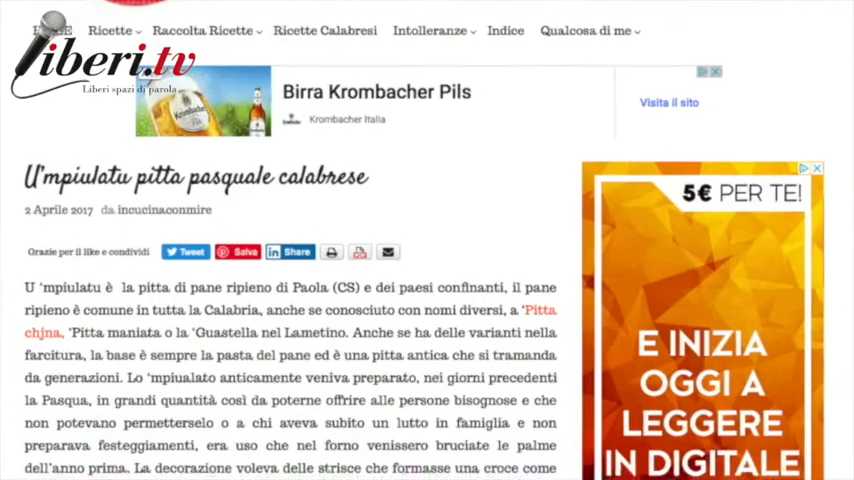 Ricette
Raccolta Ricette
Ricette Calabresi
Intolleranze
Indice
Qualcosa di me
liberi.tv
Liberi spazi di parola
Krombacher
Birra Krombacher Pils
Krombacher Italia
Visita il sito
U'mpiulatu pitta pasquale calabrese
2 Aprile 2017 da incucinaconmire
Grazie per il like e condividi
Tweet
Salva
Share
U 'mpiulatu è la pitta di pane ripieno di Paola (CS) e dei paesi confinanti, il pane
ripieno è comune in tutta la Calabria, anche se conosciuto con nomi diversi, a 'Pitta
chjna, 'Pitta maniata o la 'Guastella nel Lametino. Anche se ha delle varianti nella
farcitura, la base è sempre la pasta del pane ed è una pitta antica che si tramanda
da generazioni. Lo 'mpiualato anticamente veniva preparato, nei giorni precedenti
la Pasqua, in grandi quantità così da poterne offrire alle persone bisognose e che
non potevano permetterselo o a chi aveva subito un lutto in famiglia e non
preparava festeggiamenti, era uso che nel forno venissero bruciate le palme
dell'anno prima. La decorazione voleva delle strisce che formasse una croce come
5€ PER TE!
E INIZIA
OGGI A
LEGGERE
IN DIGITALE